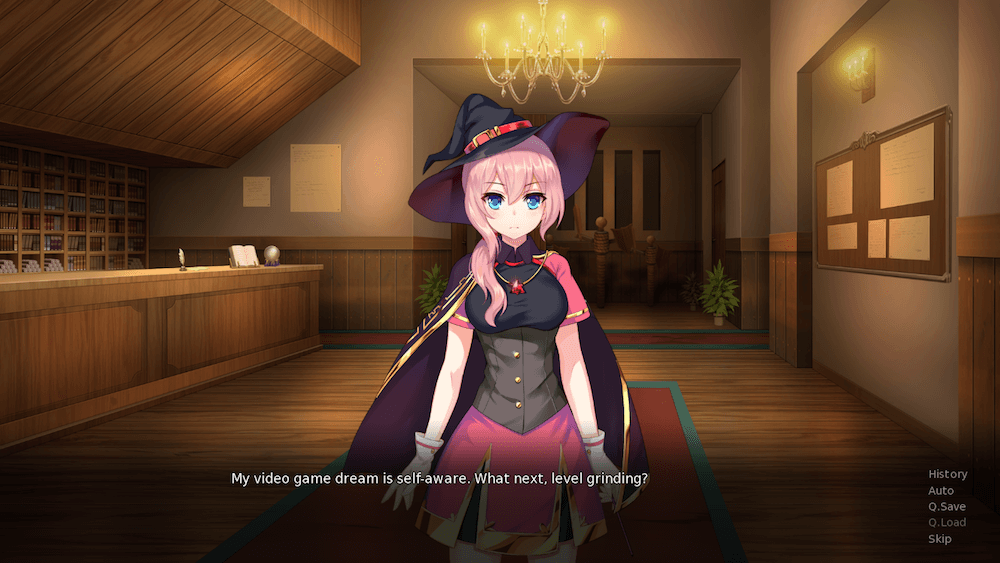 My video game dream is self-aware. What next, level grinding?
History
Auto
Q.Save
Q.Load
Skip